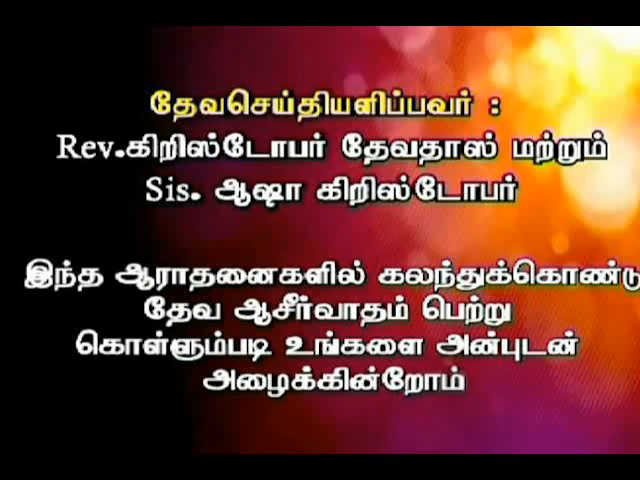 தேவசெய்தியளிப்பவர் :
Rev.கிறிஸ்டோபர் தேவதாஸ் மற்றும்
Sis. ஆஷா கிறிஸ்டோபர்
இந்த ஆராதனைகளில் கலந்துக்கொண்டு
தேவ ஆசீர்வாதம் பெற்று
கொள்ளும்படி உங்களை அன்புடன்
அழைக்கின்றோம்